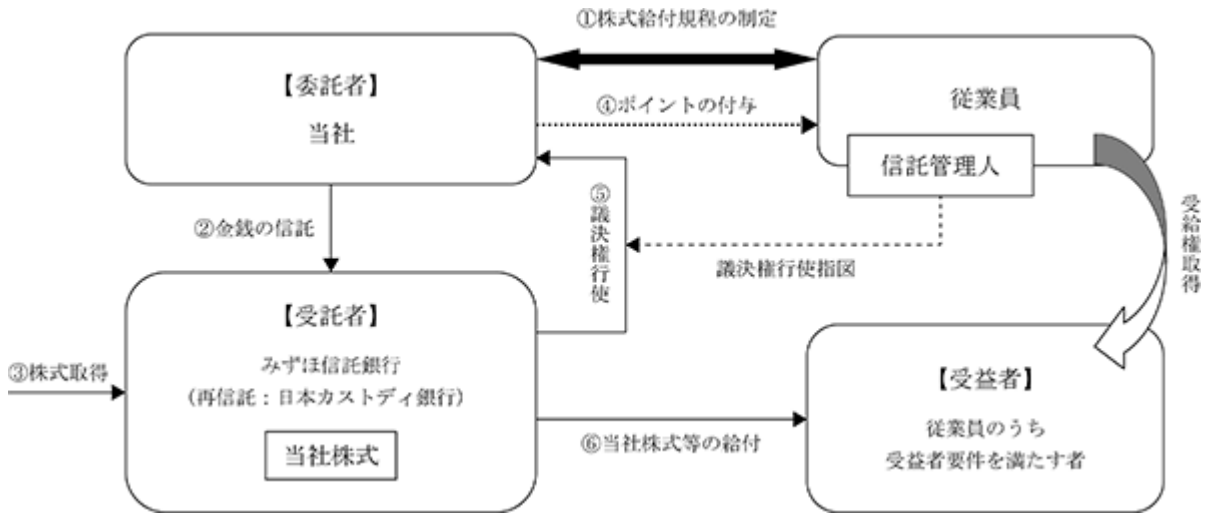 ①株式給付規程の制定
【委託者】
当社
従業員
④ポイントの付与
信託管理人
②金銭の信託
⑤議決権行使
議決権行使指図
受給権取得
【受託者】
みずほ信託銀行
(再信託：日本カストディ銀行)
当社株式
③株式取得
⑥当社株式等の給付
【受益者】
従業員のうち
受益者要件を満たす者